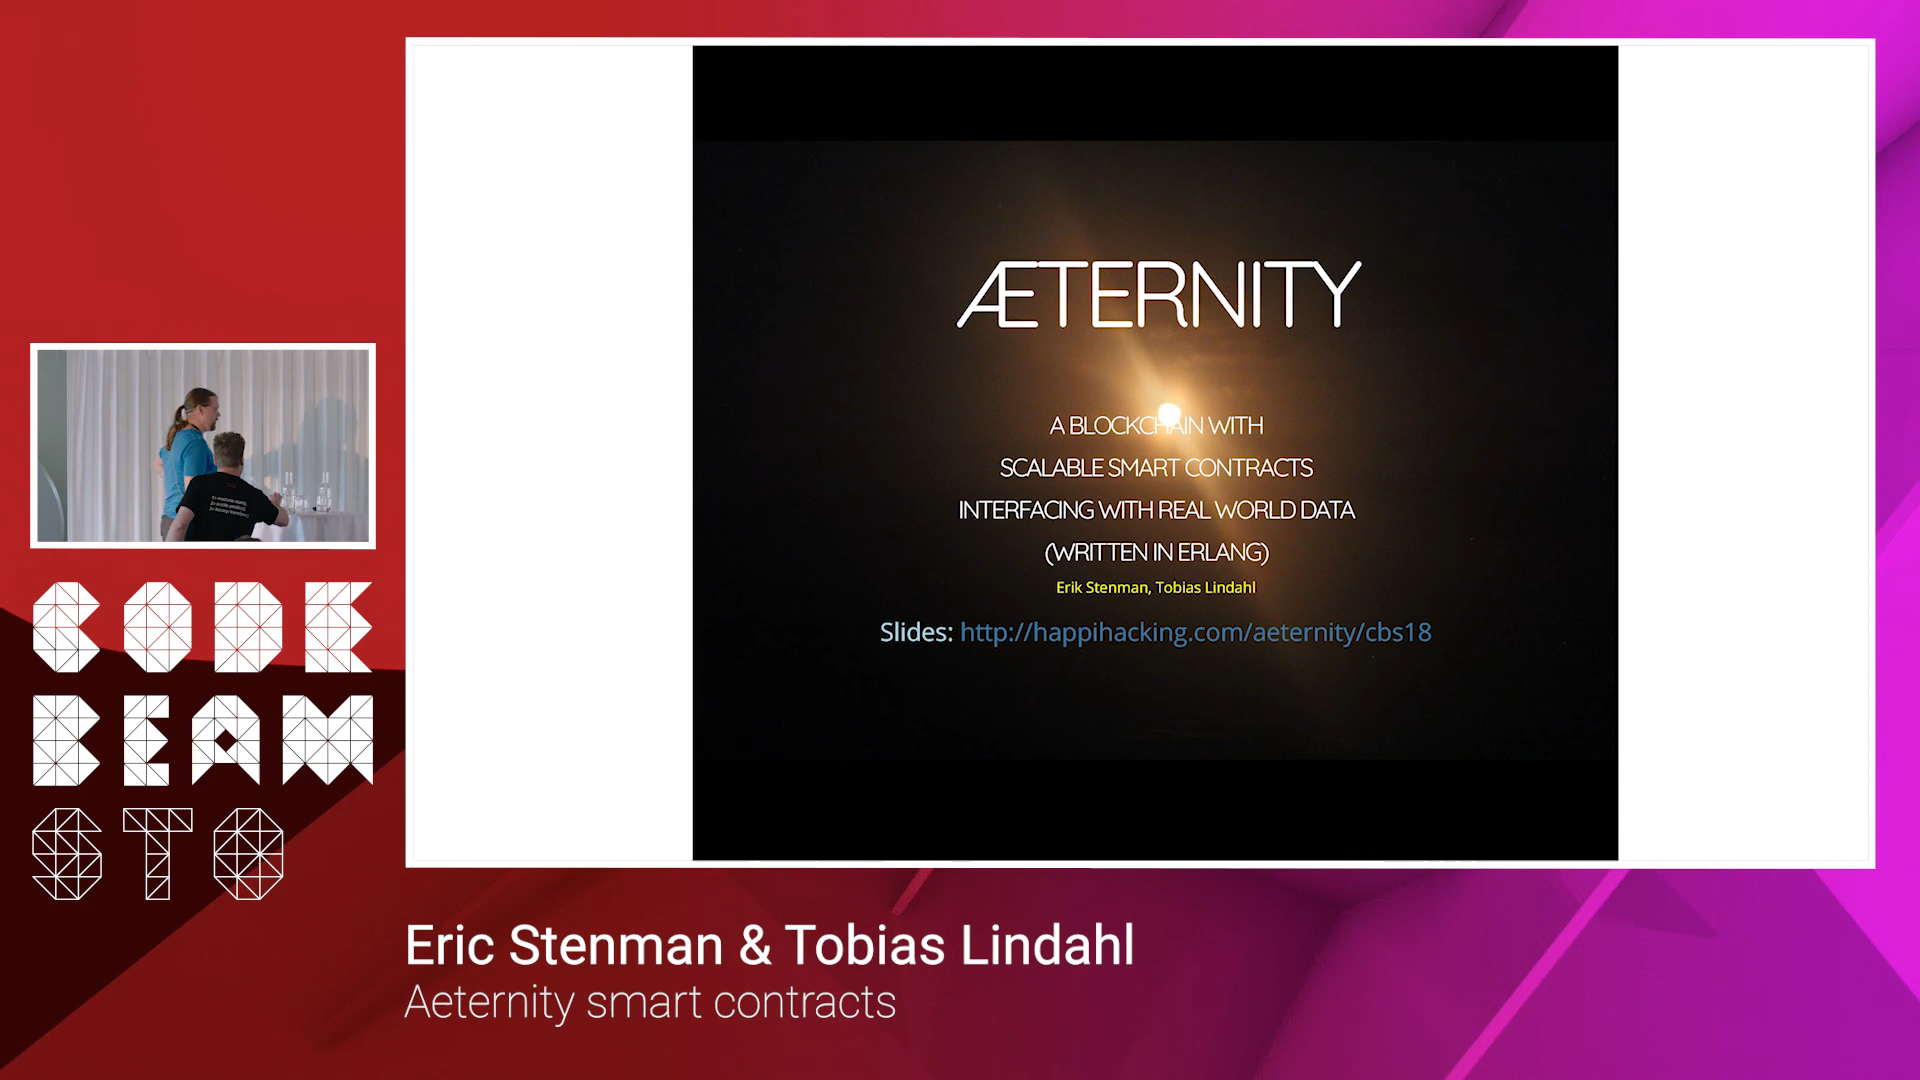 ÆTERNITY
A BLOCKCHAIN WITH
SCALABLE SMART CONTRACTS
INTERFACING WITH REAL WORLD DATA
(WRITTEN IN ERLANG)
Erik Stenman, Tobias Lindahl
Slides: http://happihacking.com/aeternity/cbs18
CODE
BEAM
STO
Eric Stenman & Tobias Lindahl
Aeternity smart contracts